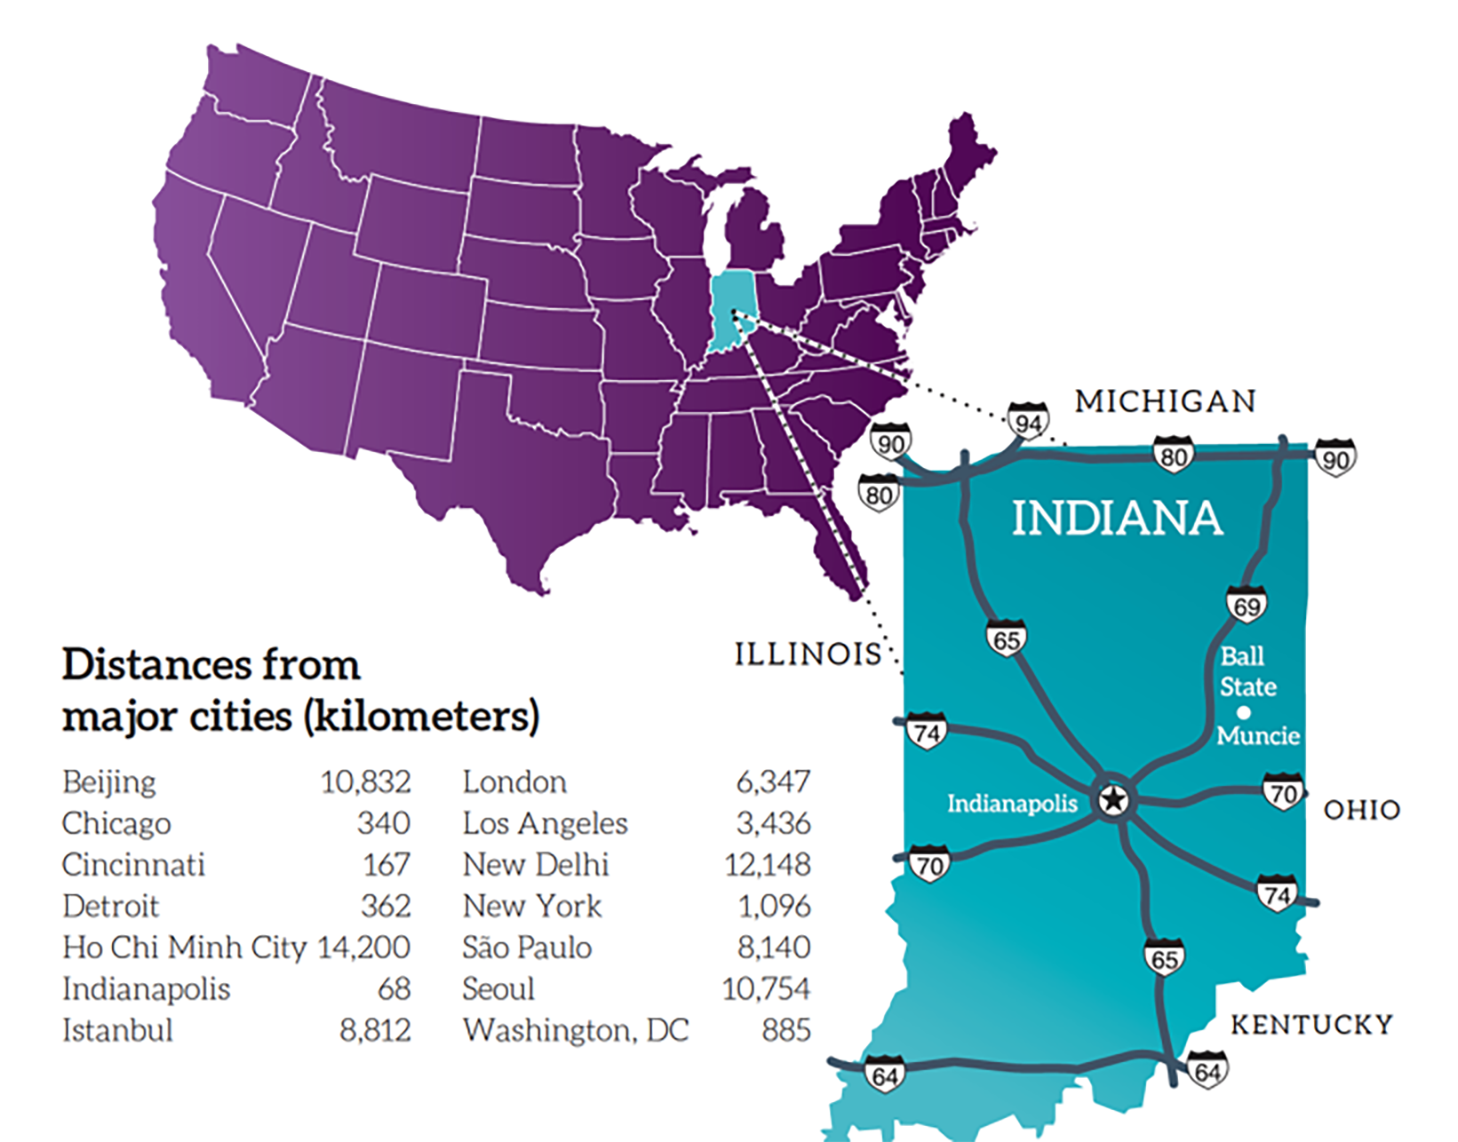 MICHIGAN
94
90
80
90
80
INDIANA
69
65
ILLINOIS
Ball
State
Muncie
74
70
Indianapolis
OHIO
70
74
65
KENTUCKY
64
64
Distances from
major cities (kilometers)
Beijing 10,832
Chicago 340
Cincinnati 167
Detroit 362
Ho Chi Minh City 14,200
Indianapolis 68
Istanbul 8,812
London 6,347
Los Angeles 3,436
New Delhi 12,148
New York 1,096
São Paulo 8,140
Seoul 10,754
Washington, DC 885